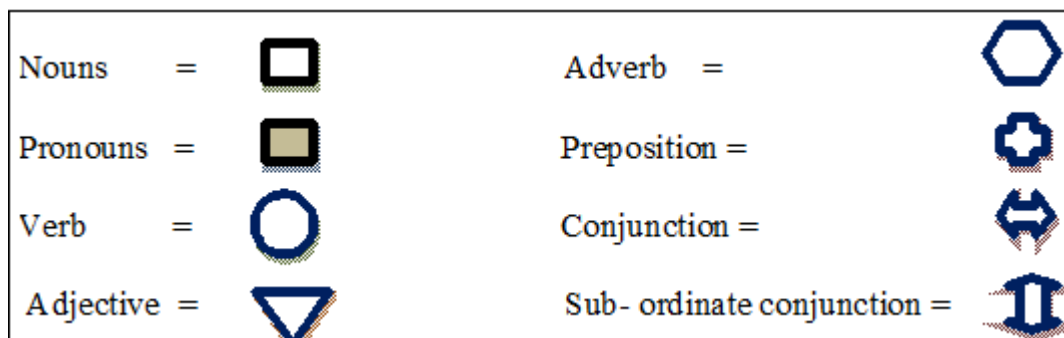 Nouns =
Adverb =
Pronouns =
Preposition =
Verb =
Conjunction =
Adjective =
Sub- ordinate conjunction =